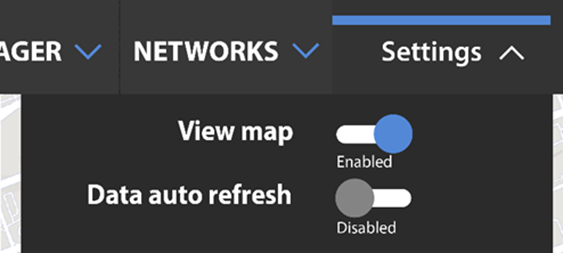 AGER NETWORKS Settings
View map
Enabled
Data auto refresh
Disabled